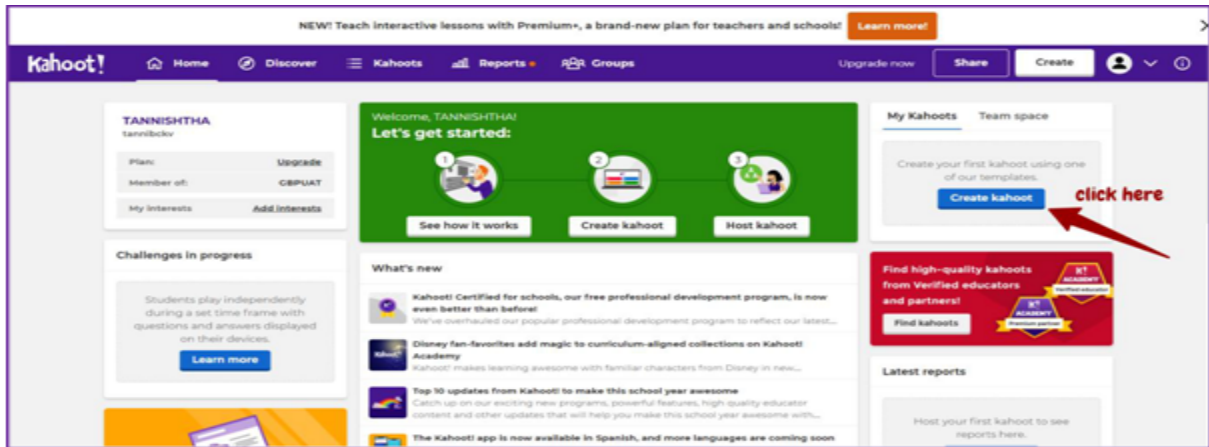 NEW! Teach interactive lessons with Premium+, a brand-new plan for teachers and schools! Learn more!
Kahoot! Home Discover Kahoots Reports Groups Upgrade now Share Create
TANNISHTHA
tannibckv
Plan: Upgrade
Member of: GBPUAT
My interests Add interests
Challenges in progress
Students play independently
during a set time frame with
questions and answers displayed
on their devices.
Learn more
Welcome, TANNISHTHA!
Let's get started:
1 2 3
See how it works Create kahoot Host kahoot
What's new
Kahoot! Certified for schools, our free professional development program, is now
even better than before!
We've overhauled our popular professional development program to reflect our latest...
Disney fan-favorites add magic to curriculum-aligned collections on Kahoot!
Academy
Kahoot! makes learning awesome with familiar characters from Disney in new...
Top 10 updates from Kahoot! to make this school year awesome
Catch up on our exciting new programs, powerful features, high quality educator
content and other updates that will help you make this school year awesome with...
The Kahoot! app is now available in Spanish, and more languages are coming soon
My Kahoots Team space
Create your first kahoot using one
of our templates.
Create kahoot
click here
Find high-quality kahoots
from Verified educators
and partners!
Find kahoots
K!
ACADEMY
Verified educator
K!
ACADEMY
Premium partner
Latest reports
Host your first kahoot to see
reports here.